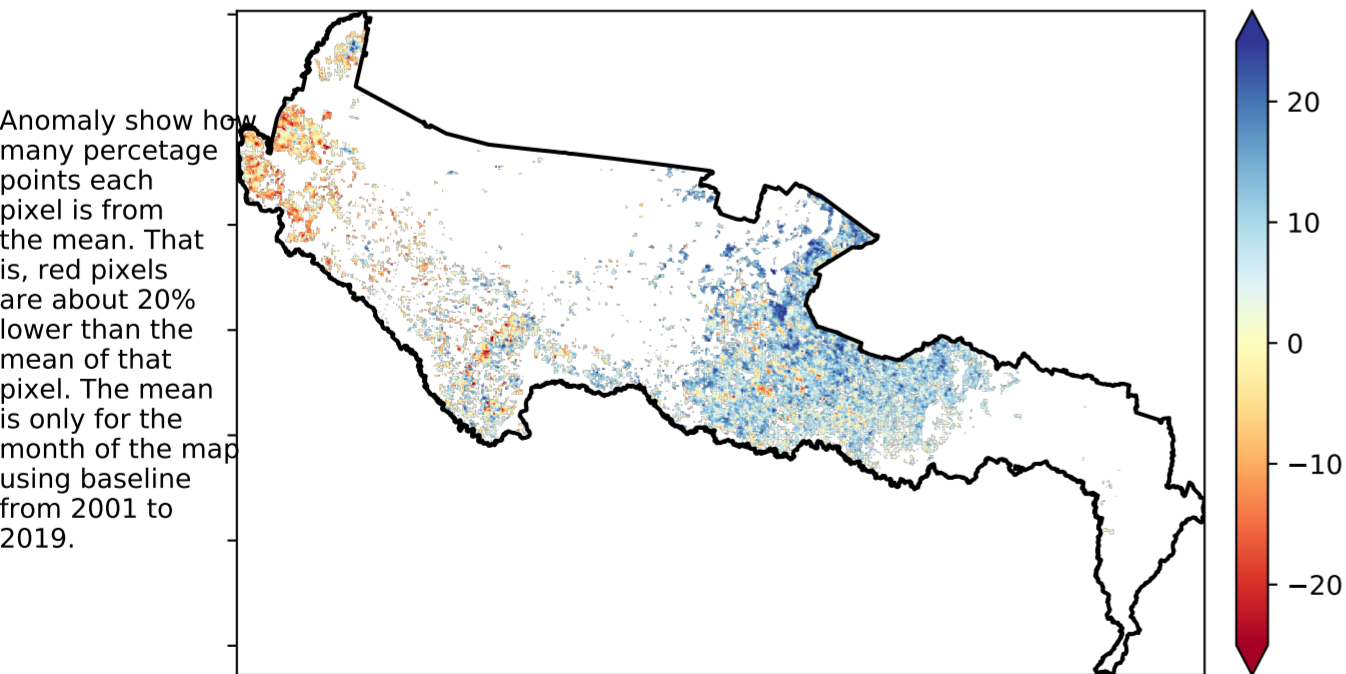 Anomaly show how
many percetage
points each
pixel is from
the mean. That
is, red pixels
are about 20%
lower than the
mean of that
pixel. The mean
is only for the
month of the map
using baseline
from 2001 to
2019.
20
10
0
−10
−20